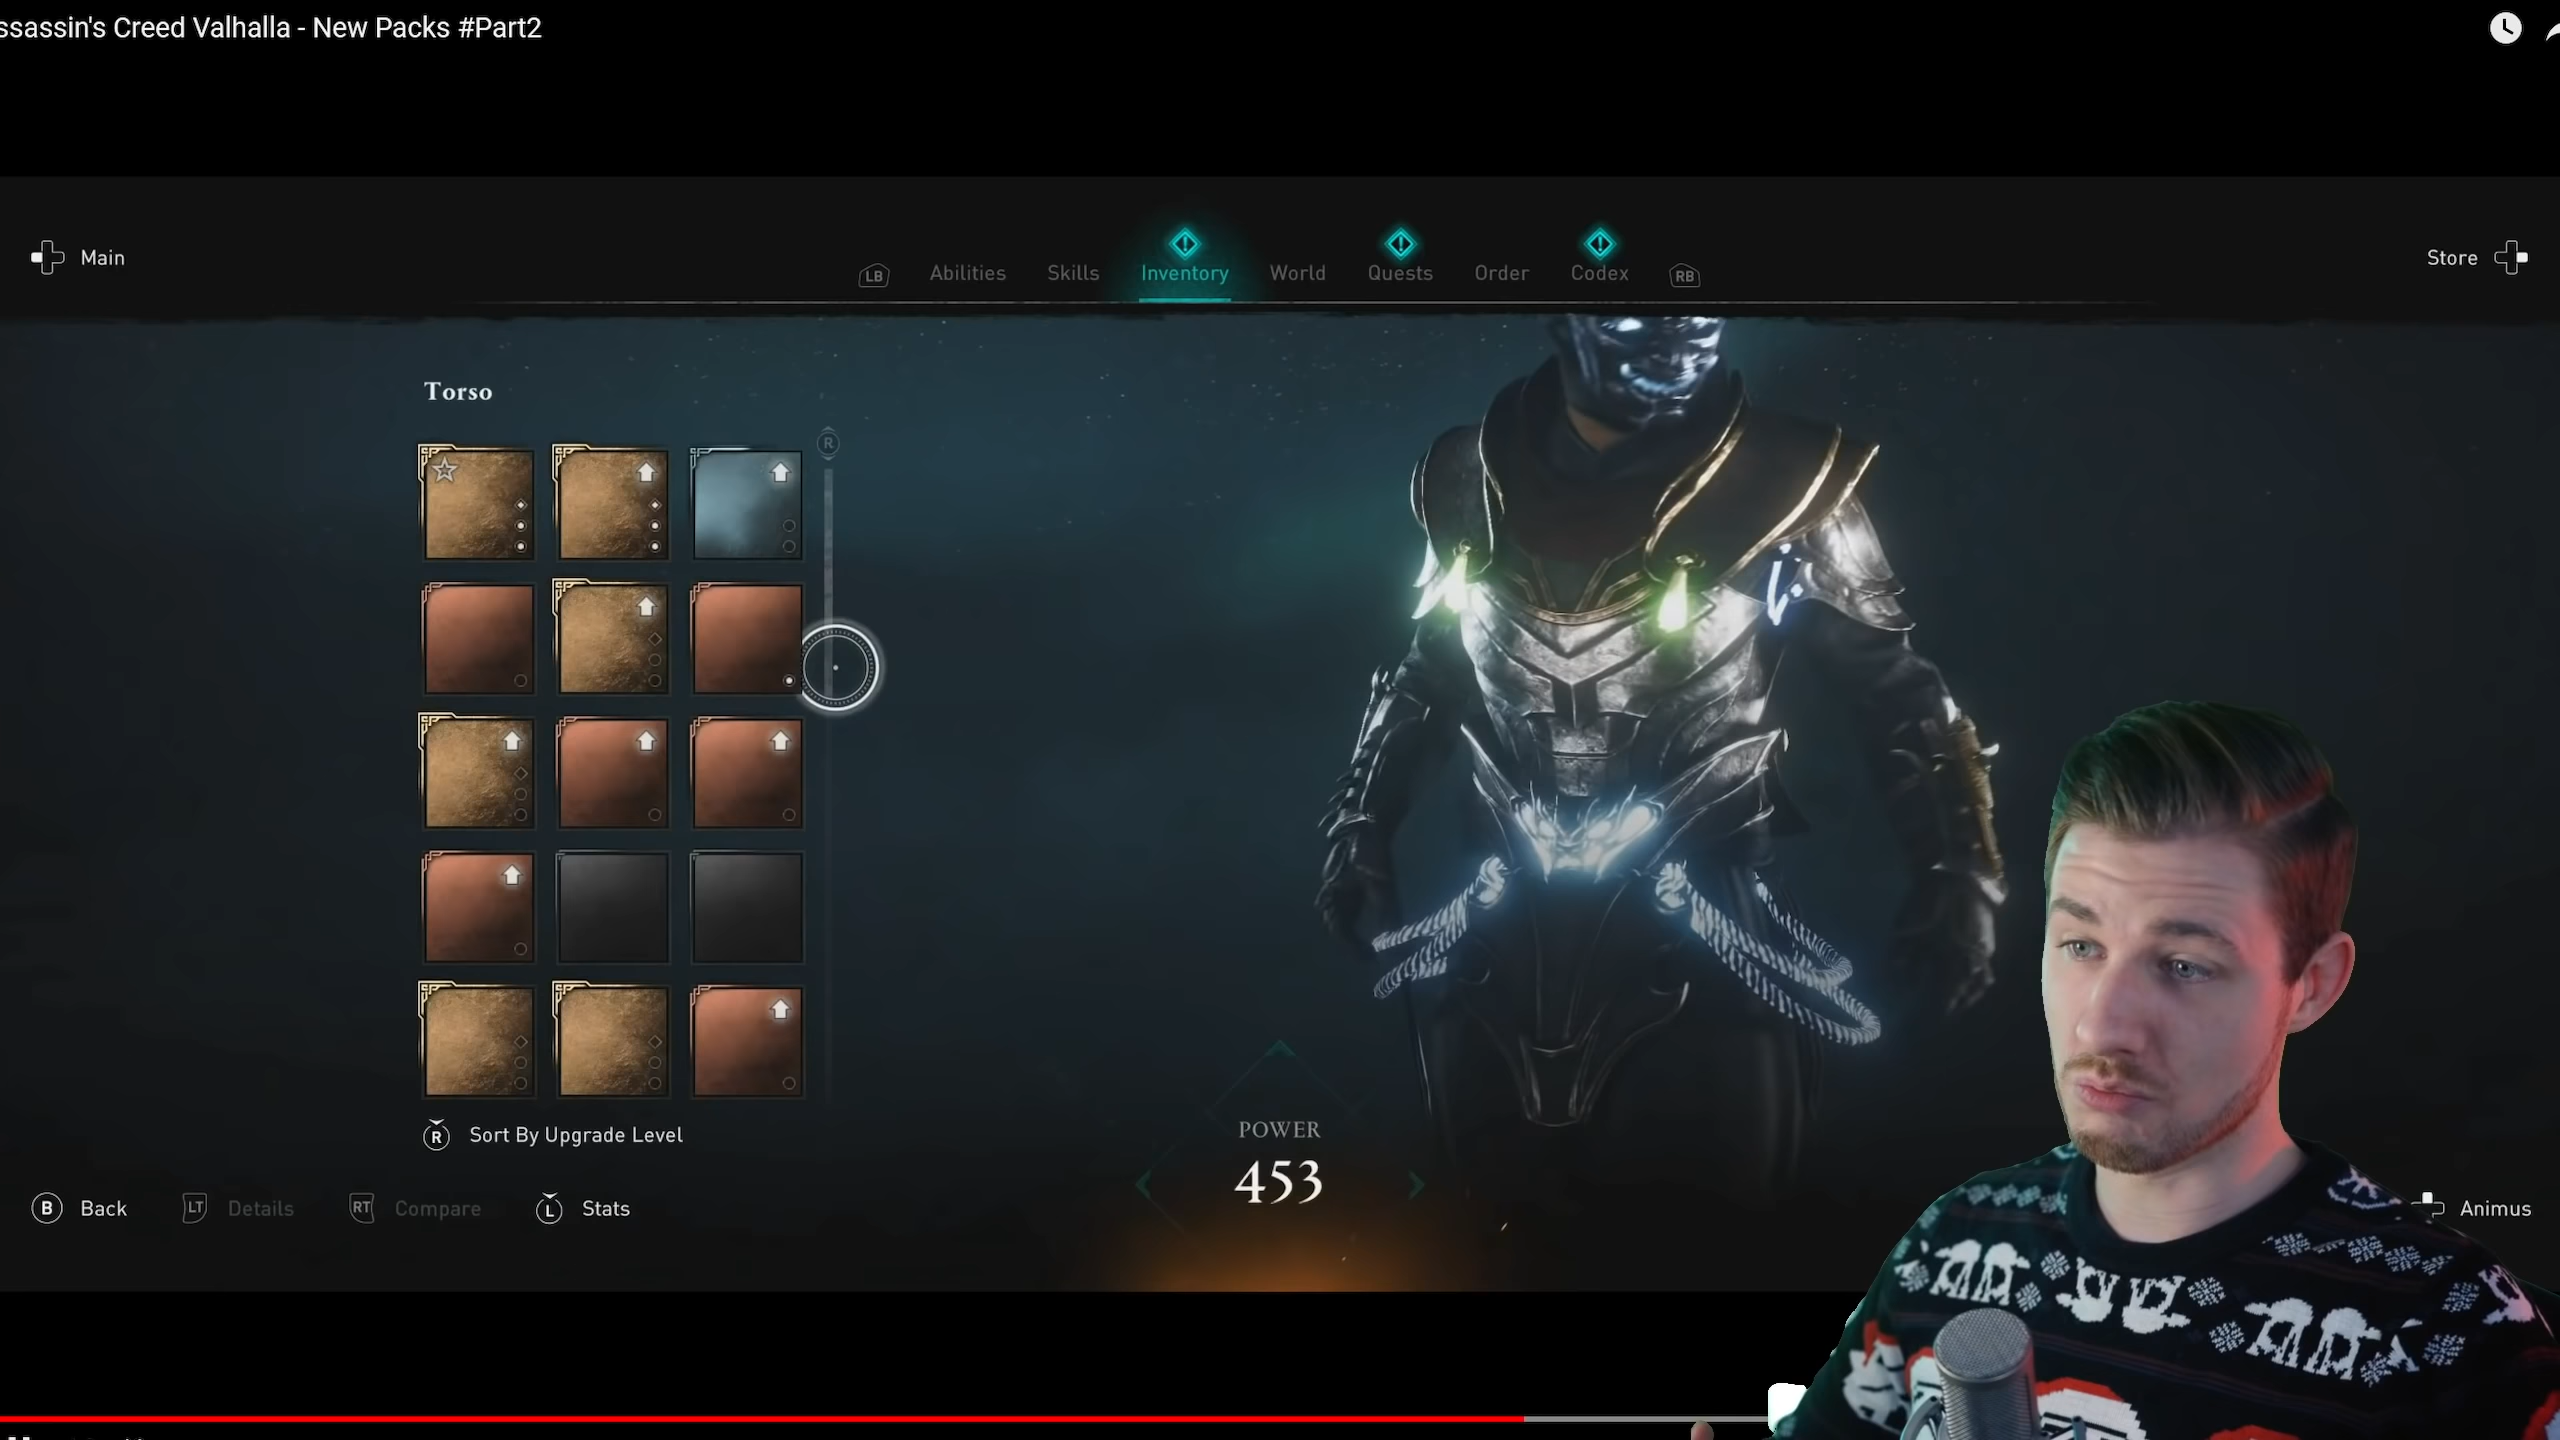 ssassin's Creed Valhalla - New Packs #Part2
Main
LB
Abilities
Skills
Inventory
World
Quests
Order
Codex
RB
Store
Torso
R
R Sort By Upgrade Level
POWER
453
B Back
LT Details
RT Compare
L Stats
Animus